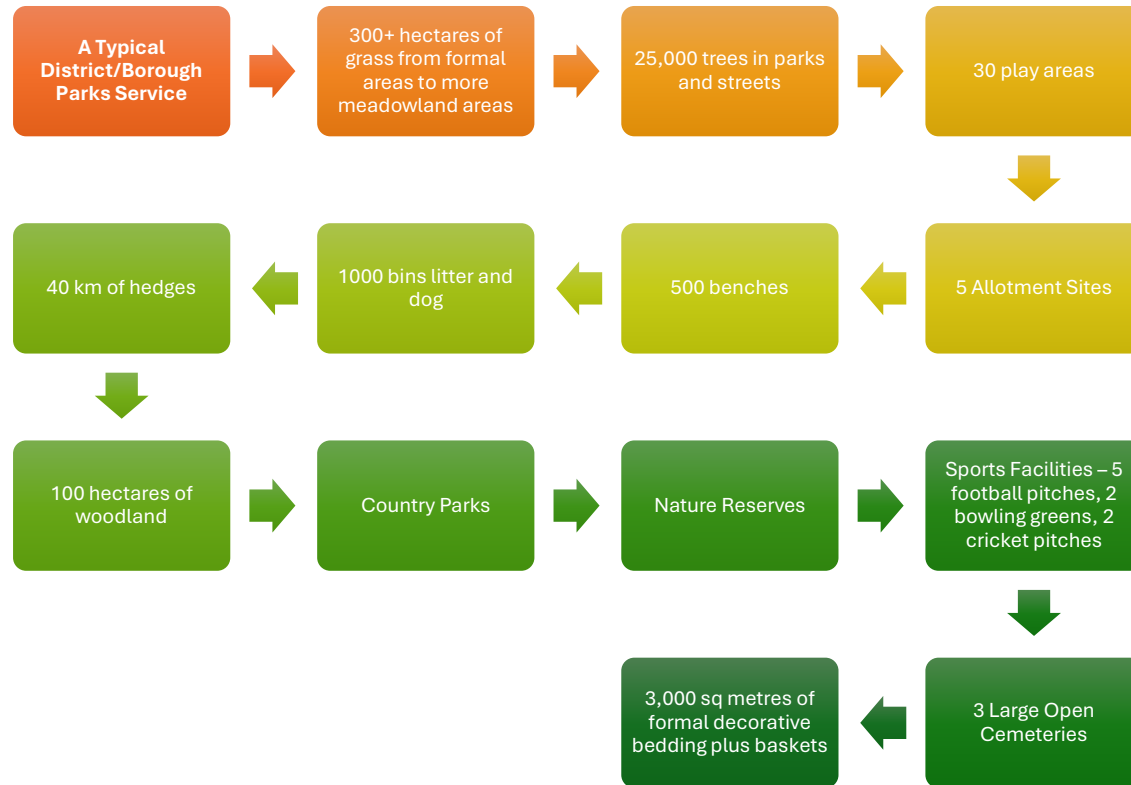 A Typical
District/Borough
Parks Service
300+ hectares of
grass from formal
areas to more
meadowland areas
25,000 trees in parks
and streets
30 play areas
5 Allotment Sites
500 benches
1000 bins litter and
dog
40 km of hedges
100 hectares of
woodland
Country Parks
Nature Reserves
Sports Facilities – 5
football pitches, 2
bowling greens, 2
cricket pitches
3 Large Open
Cemeteries
3,000 sq metres of
formal decorative
bedding plus baskets